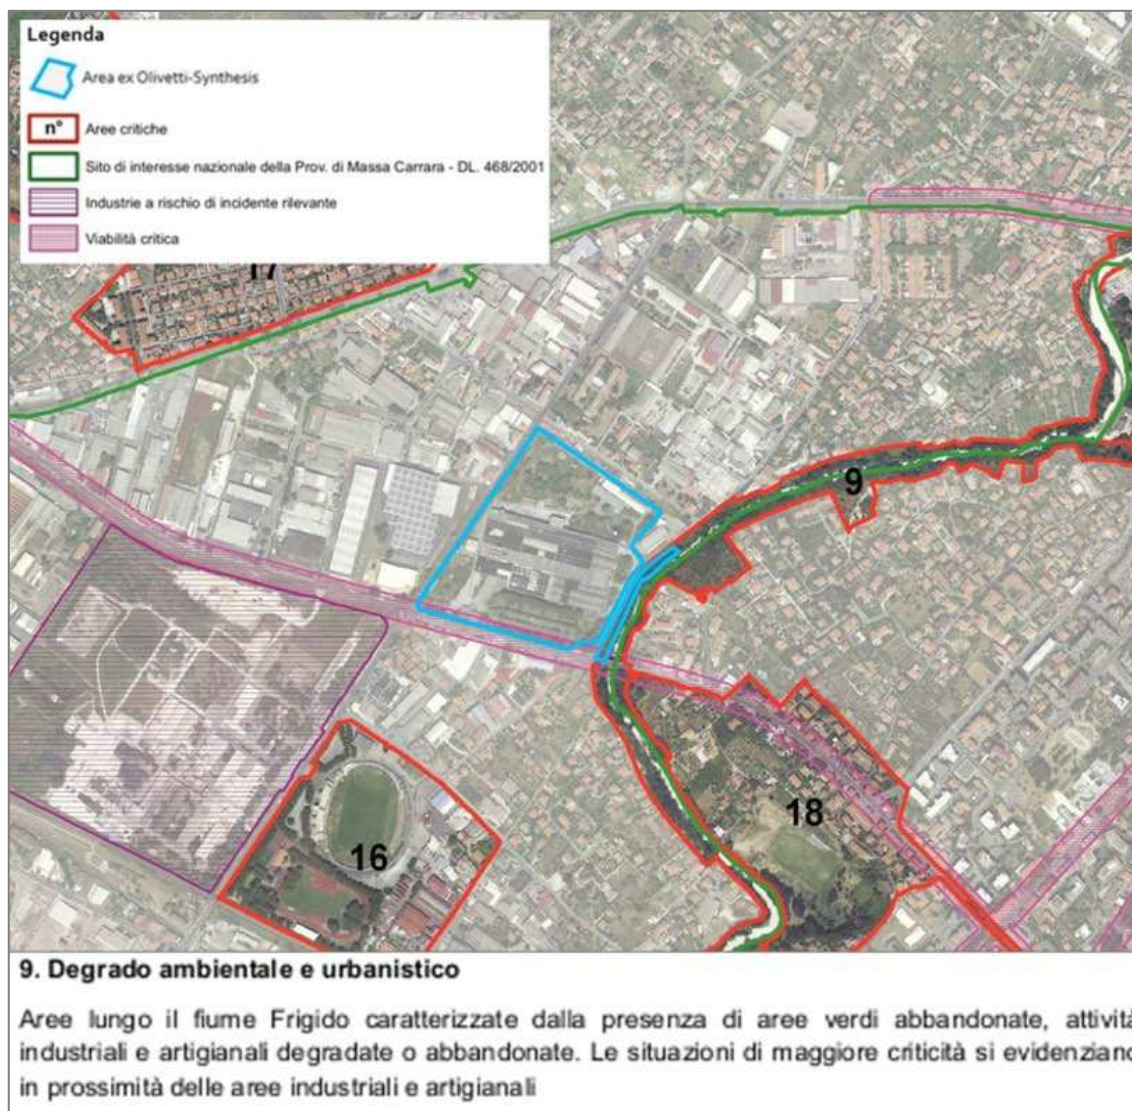 Legenda
Area ex Olivetti-Synthesis
n° Aree critiche
Sito di interesse nazionale della Prov. di Massa Carrara - DL. 468/2001
Industrie a rischio di incidente rilevante
Viabilità critica
17
9
18
16
9. Degrado ambientale e urbanistico
Aree lungo il fiume Frigido caratterizzate dalla presenza di aree verdi abbandonate, attività
industriali e artigianali degradate o abbandonate. Le situazioni di maggiore criticità si evidenziano
in prossimità delle aree industriali e artigianali